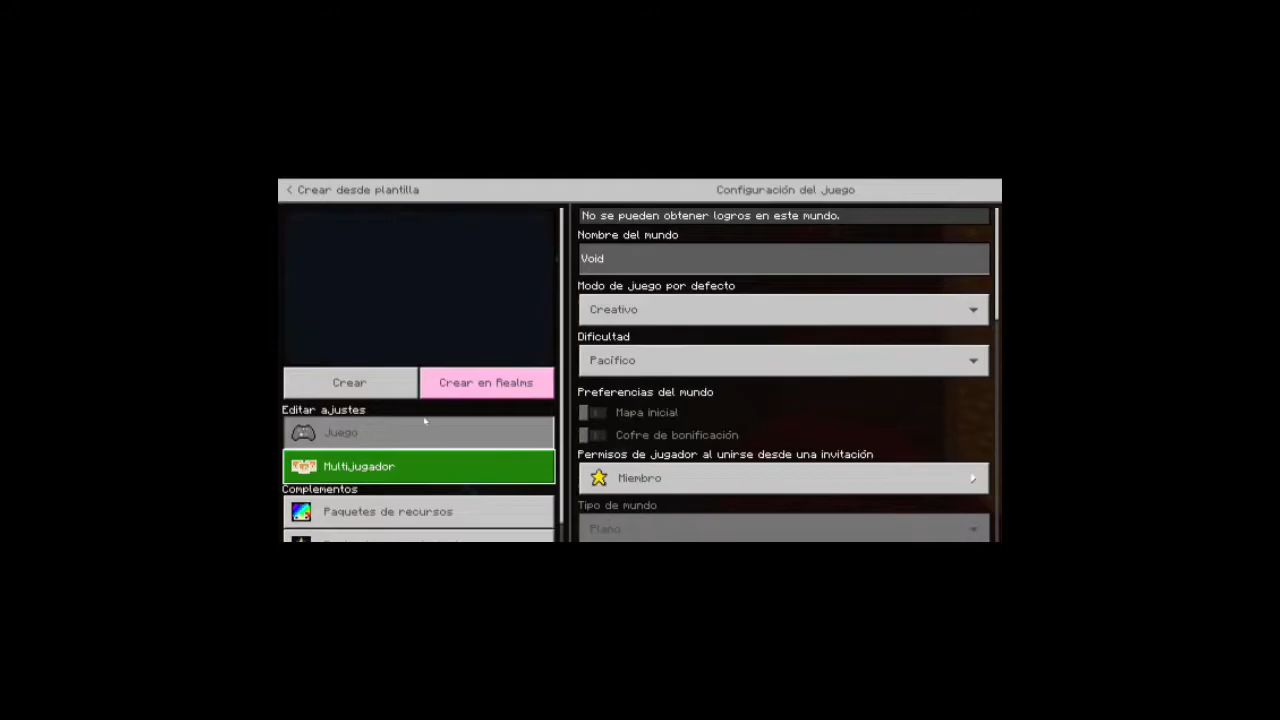 Crear desde plantilla
Configuración del juego
Crear
Crear en Realms
Editar ajustes
Juego
Multijugador
Complementos
Paquetes de recursos
No se pueden obtener logros en este mundo.
Nombre del mundo
Void
Modo de juego por defecto
Creativo
Dificultad
Pacífico
Preferencias del mundo
Mapa inicial
Cofre de bonificación
Permisos de jugador al unirse desde una invitación
Miembro
Tipo de mundo
Plano